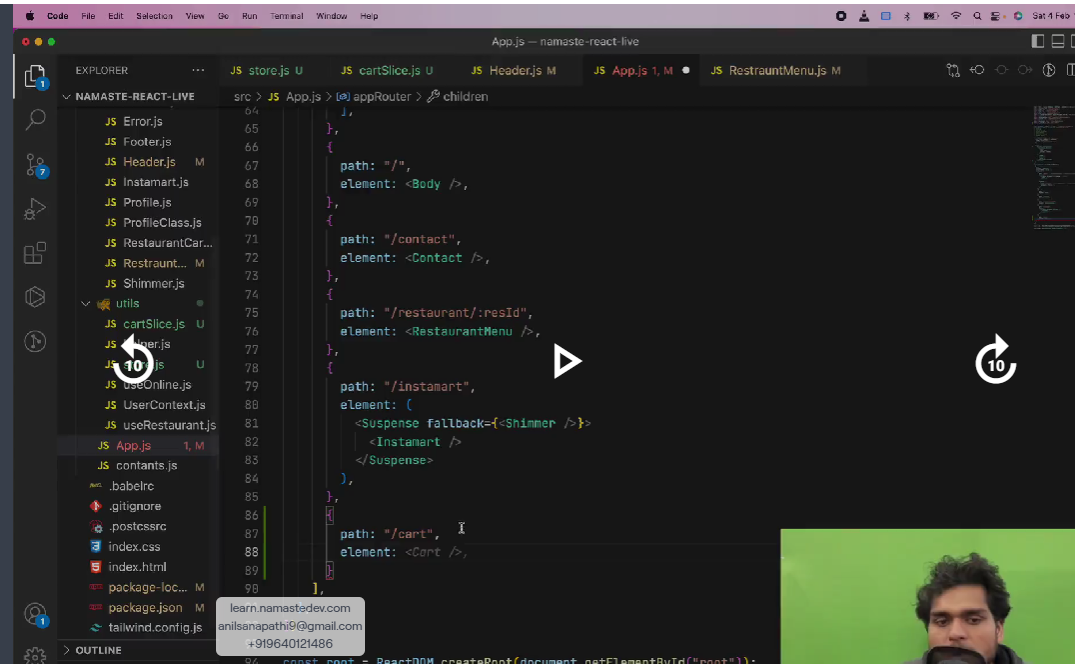 Code File Edit Selection View Go Run Terminal Window Help Sat 4 Feb
App.js — namaste-react-live
EXPLORER ··· JS store.js U JS cartSlice.js U JS Header.js M JS App.js 1, M JS RestrauntMenu.js M
NAMASTE-REACT-LIVE
src > JS App.js > appRouter > children
JS Error.js
JS Footer.js
JS Header.js M
JS Instamart.js
JS Profile.js
JS ProfileClass.js
JS RestaurantCar...
JS Restraunt... M
JS Shimmer.js
utils
JS cartSlice.js U
JS
U
JS useOnline.js
JS UserContext.js
JS useRestaurant.js
JS App.js 1, M
JS contants.js
.babelrc
.gitignore
.postcssrc
index.css
index.html
package-loc... M
package.json M
tailwind.config.js
OUTLINE
64 ],
65 },
66 {
67 path: "/",
68 element: <Body />,
69 },
70 {
71 path: "/contact",
72 element: <Contact />,
73 },
74 {
75 path: "/restaurant/:resId",
76 element: <RestaurantMenu />,
77 },
78 {
79 path: "/instamart",
80 element: (
81 <Suspense fallback={<Shimmer />}>
82 <Instamart />
83 </Suspense>
84 ),
85 },
86 {
87 path: "/cart",
88 element: <Cart />,
89 }
90 ],
94 const root = ReactDOM.createRoot(document.getElementById("root"));
1
7
1
10
10
learn.namastedev.com
anilsanapathi9@gmail.com
+919640121486